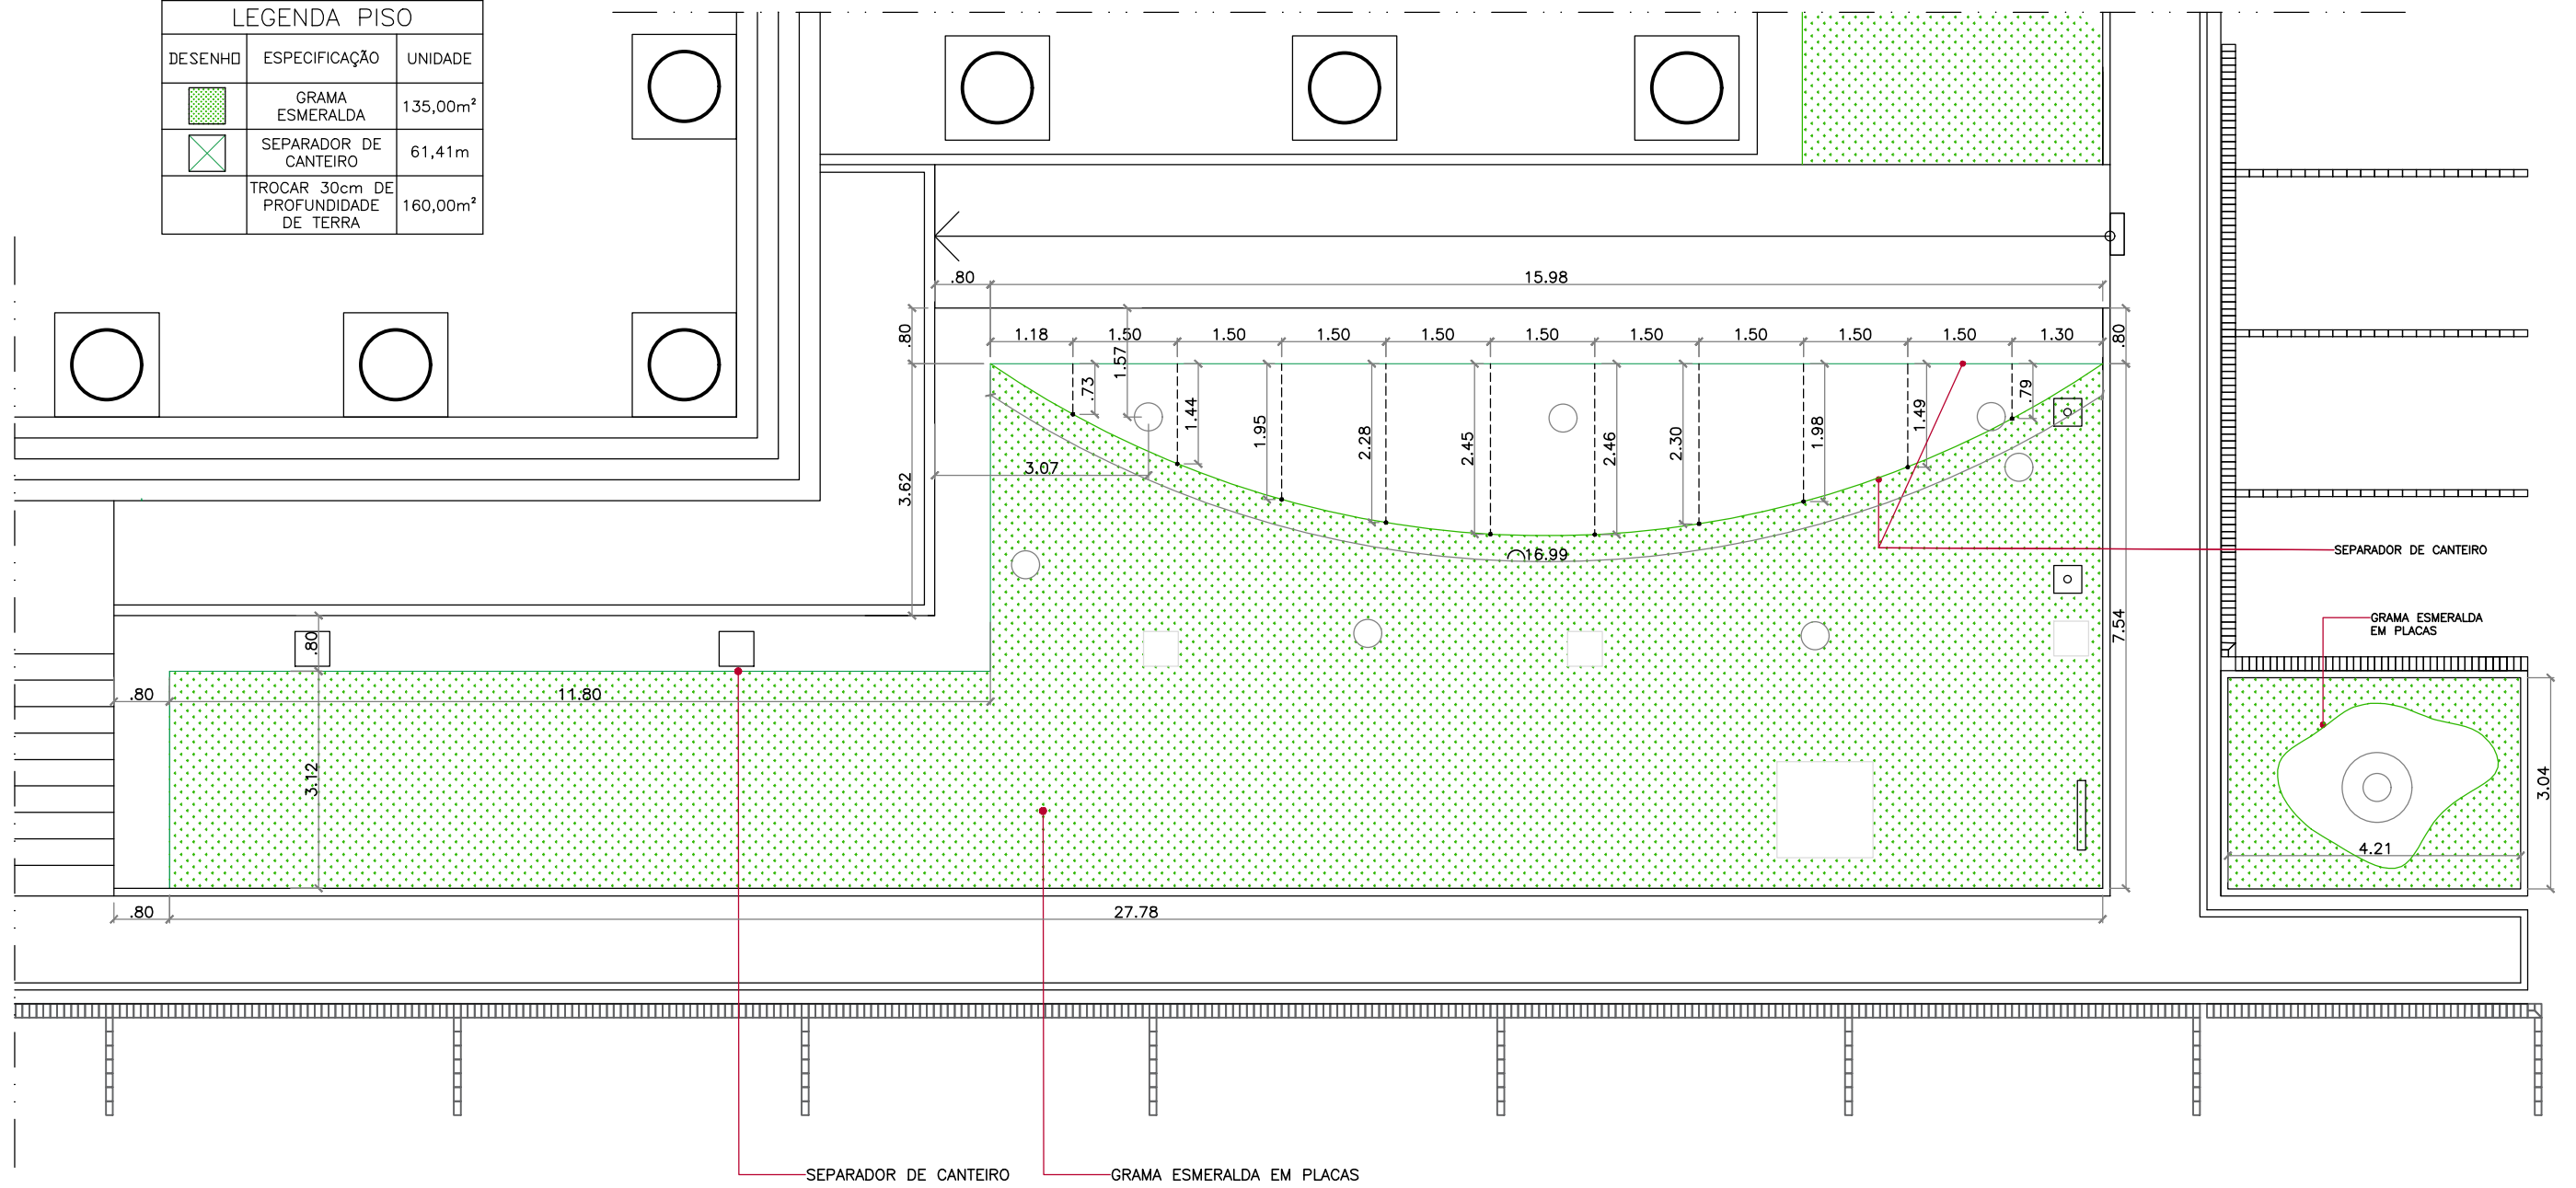 LEGENDA PISO
DESENHO ESPECIFICAÇÃO UNIDADE
GRAMA
ESMERALDA
135,00m²
SEPARADOR DE
CANTEIRO
61,41m
TROCAR 30cm DE
PROFUNDIDADE
DE TERRA
160,00m²
.80
15.98
.80
1.18
1.50
1.50
1.50
1.50
1.50
1.50
1.50
1.50
1.50
1.30
.80
1.57
.73
1.44
1.95
2.28
2.45
2.46
2.30
1.98
1.49
.79
3.07
3.62
16.99
SEPARADOR DE CANTEIRO
7.54
GRAMA ESMERALDA
EM PLACAS
.80
.80
11.80
3.12
3.04
4.21
.80
27.78
SEPARADOR DE CANTEIRO
GRAMA ESMERALDA EM PLACAS